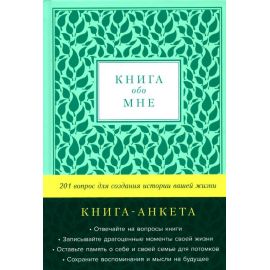 КНИГА
обо
МНЕ
201 вопрос для создания истории вашей жизни
КНИГА-АНКЕТА
• Отвечайте на вопросы книги
• Записывайте драгоценные моменты своей жизни
• Оставьте память о себе и своей семье для потомков
• Сохраните воспоминания и мысли на будущее